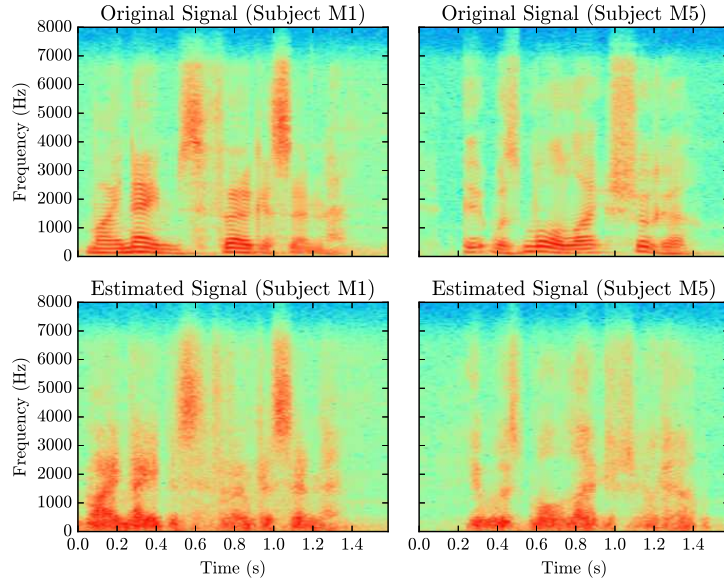 Original Signal (Subject M1)
Original Signal (Subject M5)
8000
7000
6000
5000
4000
3000
2000
1000
0
Frequency (Hz)
Estimated Signal (Subject M1)
Estimated Signal (Subject M5)
8000
7000
6000
5000
4000
3000
2000
1000
0
Frequency (Hz)
0.0 0.2 0.4 0.6 0.8 1.0 1.2 1.4
Time (s)
0.0 0.2 0.4 0.6 0.8 1.0 1.2 1.4
Time (s)